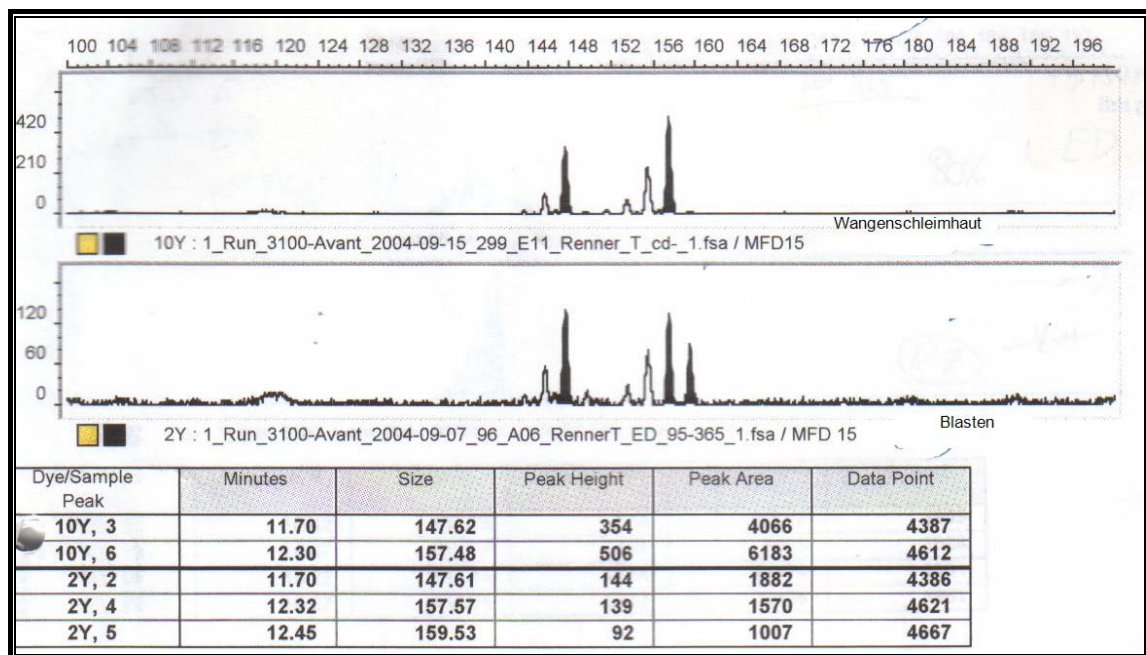 100 104 108 112 116 120 124 128 132 136 140 144 148 152 156 160 164 168 172 176 180 184 188 192 196
420
210
0
Wangenschleimhaut
10Y : 1_Run_3100-Avant_2004-09-15_299_E11_Renner_T_cd-_1.fsa / MFD15
120
60
0
Blasten
2Y : 1_Run_3100-Avant_2004-09-07_96_A06_RennerT_ED_95-365_1.fsa / MFD 15
Dye/Sample Peak Minutes Size Peak Height Peak Area Data Point
10Y, 3 11.70 147.62 354 4066 4387
10Y, 6 12.30 157.48 506 6183 4612
2Y, 2 11.70 147.61 144 1882 4386
2Y, 4 12.32 157.57 139 1570 4621
2Y, 5 12.45 159.53 92 1007 4667